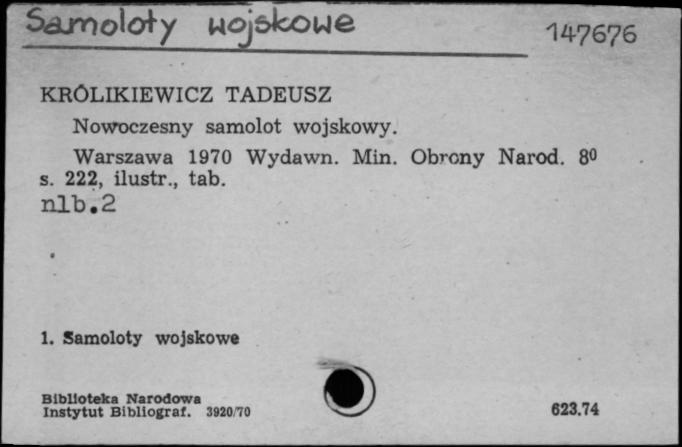 Samoloty wojskowe
147676
KRÓLIKIEWICZ TADEUSZ
Nowoczesny samolot wojskowy.
Warszawa 1970 Wydawn. Min. Obrony Narod. 8⁰
s. 222, ilustr., tab.
nlb.2
1. Samoloty wojskowe
Biblioteka Narodowa
Instytut Bibliograf. 3920/70
623.74